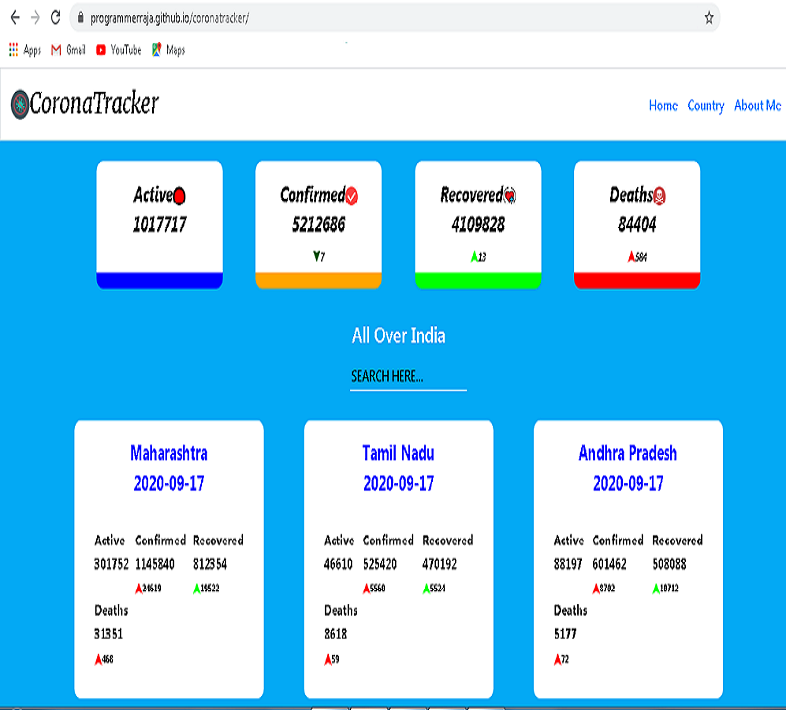 programmerraja.github.io/coronatracker/
Apps Gmail YouTube Maps
CoronaTracker
Home Country About Me
Active Confirmed Recovered Deaths
1017717 5212686 4109828 84404
7 13 584
All Over India
SEARCH HERE...
Maharashtra Tamil Nadu Andhra Pradesh
2020-09-17 2020-09-17 2020-09-17
Active Confirmed Recovered Active Confirmed Recovered Active Confirmed Recovered
301752 1145840 812354 46610 525420 470192 88197 601462 508088
24619 19522 5560 5524 8702 10712
Deaths Deaths Deaths
31351 8618 5177
468 59 72